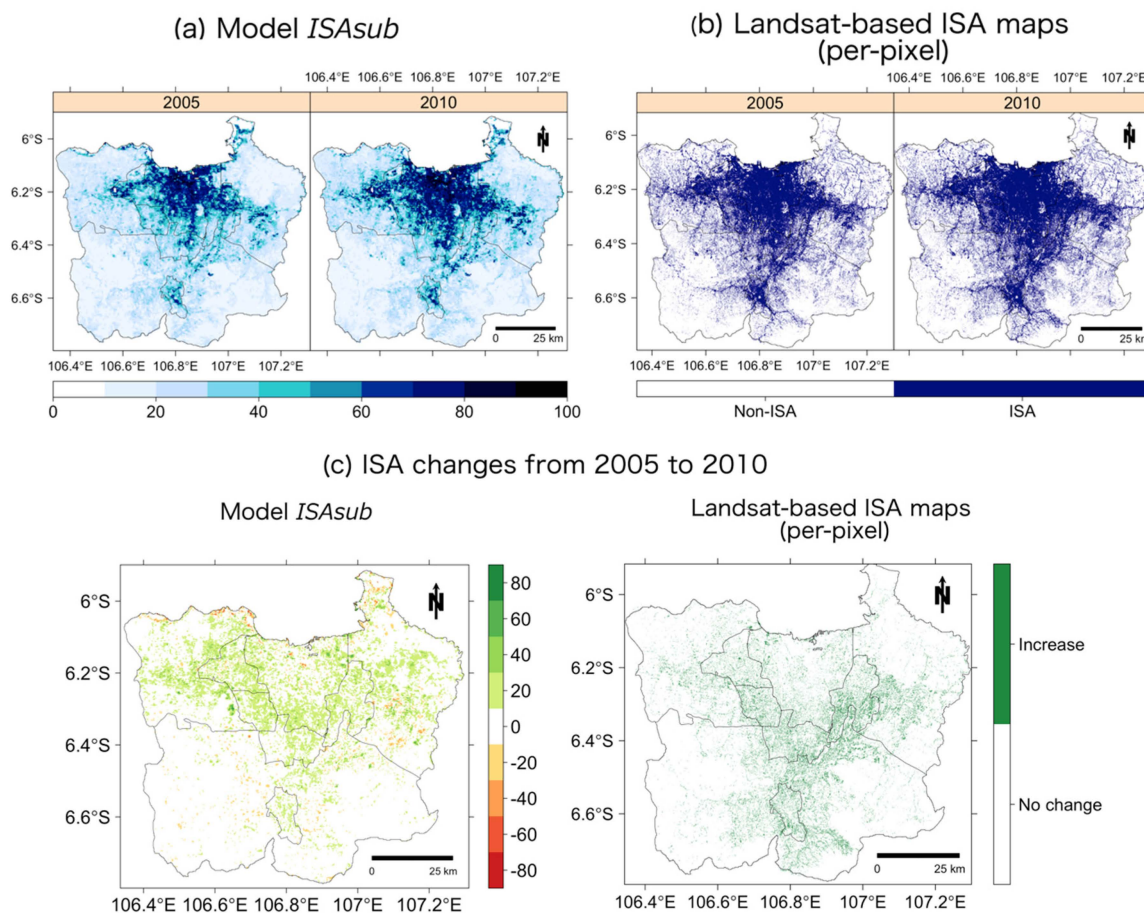 (a) Model ISAsub
(b) Landsat-based ISA maps
(per-pixel)
106.4°E 106.6°E 106.8°E 107°E 107.2°E
106.4°E 106.6°E 106.8°E 107°E 107.2°E
2005 2010
2005 2010
6°S
6.2°S
6.4°S
6.6°S
N
0 25 km
6°S
6.2°S
6.4°S
6.6°S
N
0 25 km
106.4°E 106.6°E 106.8°E 107°E 107.2°E
106.4°E 106.6°E 106.8°E 107°E 107.2°E
0 20 40 60 80 100
Non-ISA ISA
(c) ISA changes from 2005 to 2010
Model ISAsub
Landsat-based ISA maps
(per-pixel)
6°S
6.2°S
6.4°S
6.6°S
N
0 25 km
80
60
40
20
0
-20
-40
-60
-80
6°S
6.2°S
6.4°S
6.6°S
N
0 25 km
Increase
No change
106.4°E 106.6°E 106.8°E 107°E 107.2°E
106.4°E 106.6°E 106.8°E 107°E 107.2°E